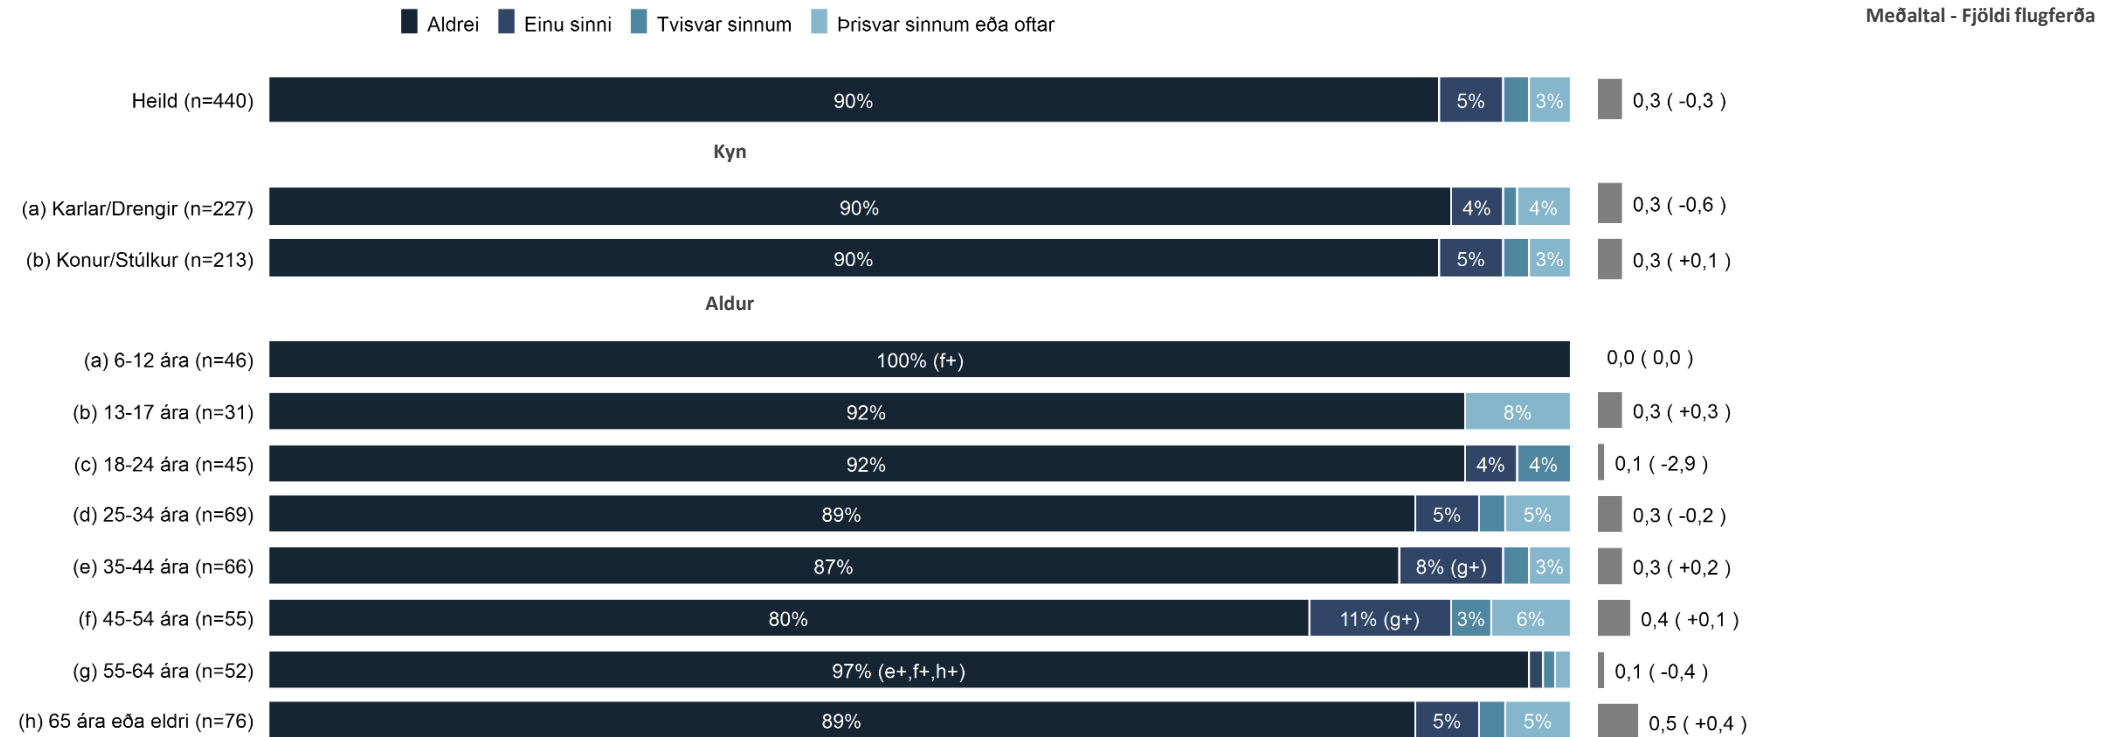 Aldrei Einu sinni Tvisvar sinnum Þrisvar sinnum eða oftar
Meðaltal - Fjöldi flugferða
Heild (n=440) 90% 5% 3% 0,3 ( -0,3 )
Kyn
(a) Karlar/Drengir (n=227) 90% 4% 4% 0,3 ( -0,6 )
(b) Konur/Stúlkur (n=213) 90% 5% 3% 0,3 ( +0,1 )
Aldur
(a) 6-12 ára (n=46) 100% (f+) 0,0 ( 0,0 )
(b) 13-17 ára (n=31) 92% 8% 0,3 ( +0,3 )
(c) 18-24 ára (n=45) 92% 4% 4% 0,1 ( -2,9 )
(d) 25-34 ára (n=69) 89% 5% 5% 0,3 ( -0,2 )
(e) 35-44 ára (n=66) 87% 8% (g+) 3% 0,3 ( +0,2 )
(f) 45-54 ára (n=55) 80% 11% (g+) 3% 6% 0,4 ( +0,1 )
(g) 55-64 ára (n=52) 97% (e+,f+,h+) 0,1 ( -0,4 )
(h) 65 ára eða eldri (n=76) 89% 5% 5% 0,5 ( +0,4 )